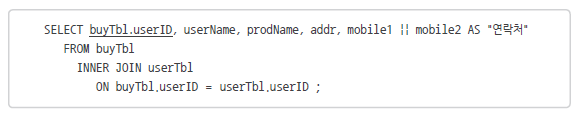 SELECT buyTbl.userID, userName, prodName, addr, mobile1 || mobile2 AS "연락처"
FROM buyTbl
INNER JOIN userTbl
ON buyTbl.userID = userTbl.userID ;